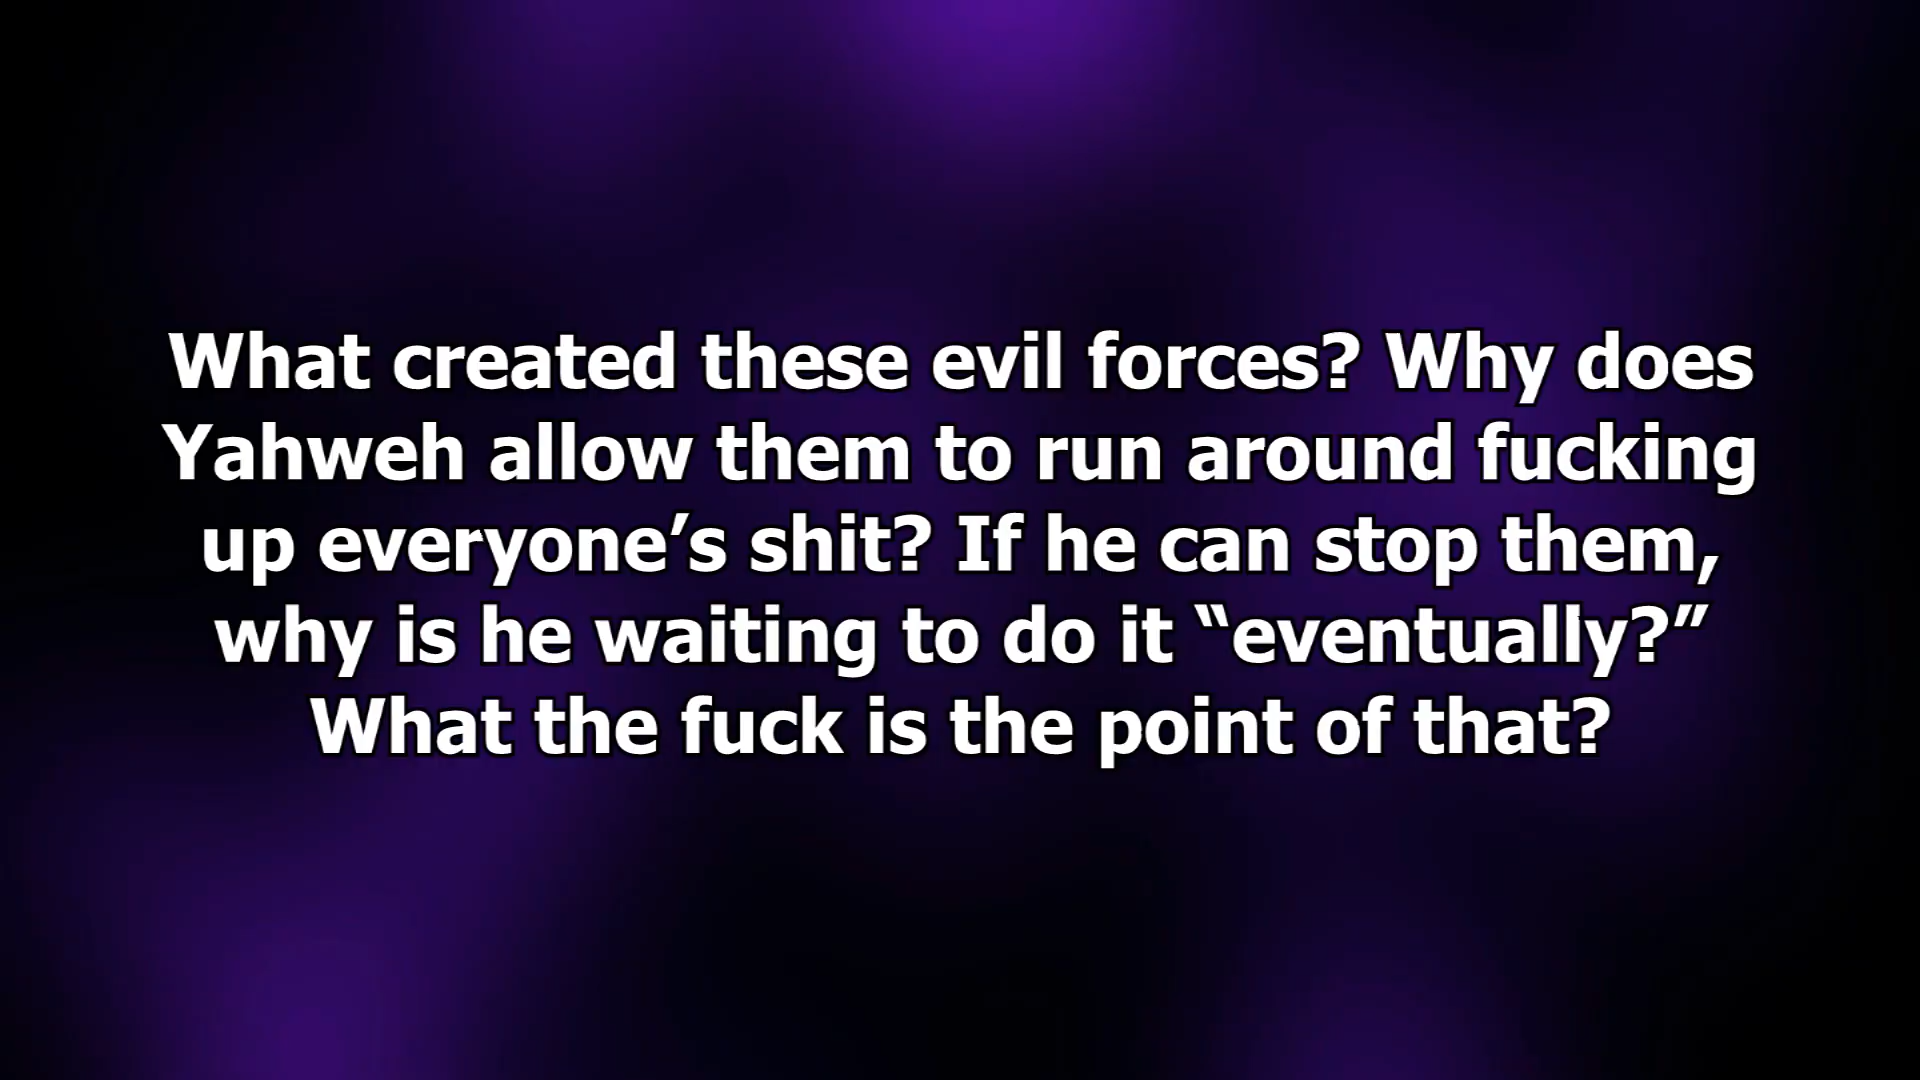 What created these evil forces? Why does
Yahweh allow them to run around fucking
up everyone’s shit? If he can stop them,
why is he waiting to do it “eventually?”
What the fuck is the point of that?